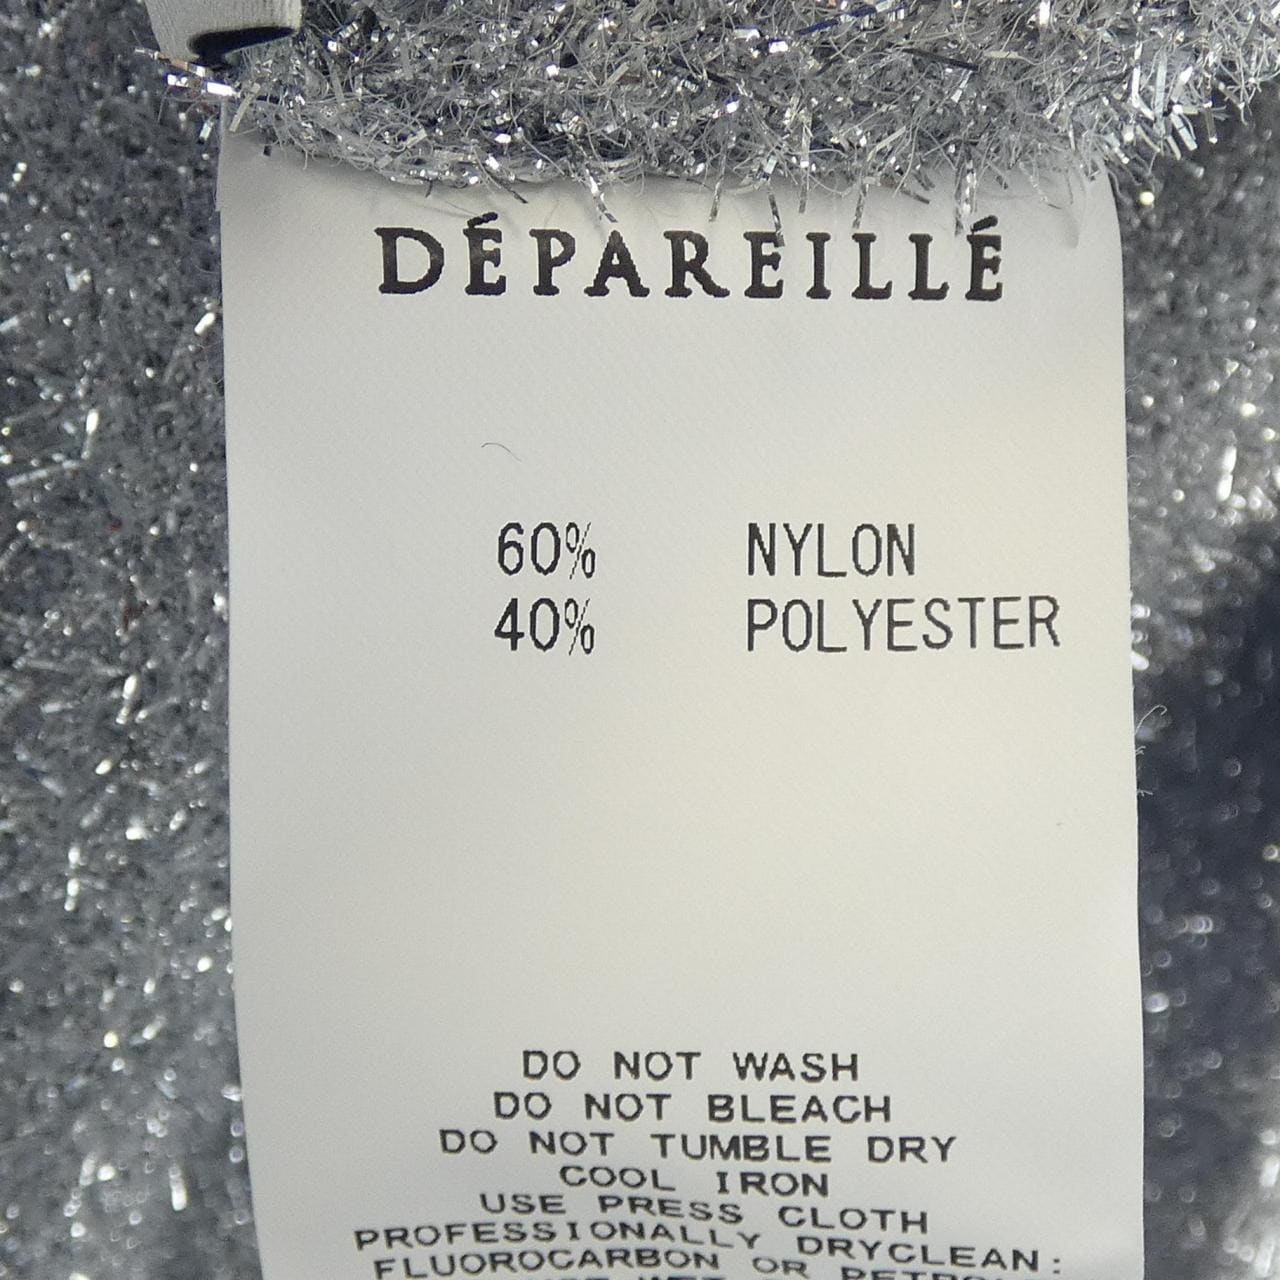 DÉPAREILLÉ
60% NYLON
40% POLYESTER
DO NOT WASH
DO NOT BLEACH
DO NOT TUMBLE DRY
COOL IRON
USE PRESS CLOTH
PROFESSIONALLY DRYCLEAN:
FLUOROCARBON OR